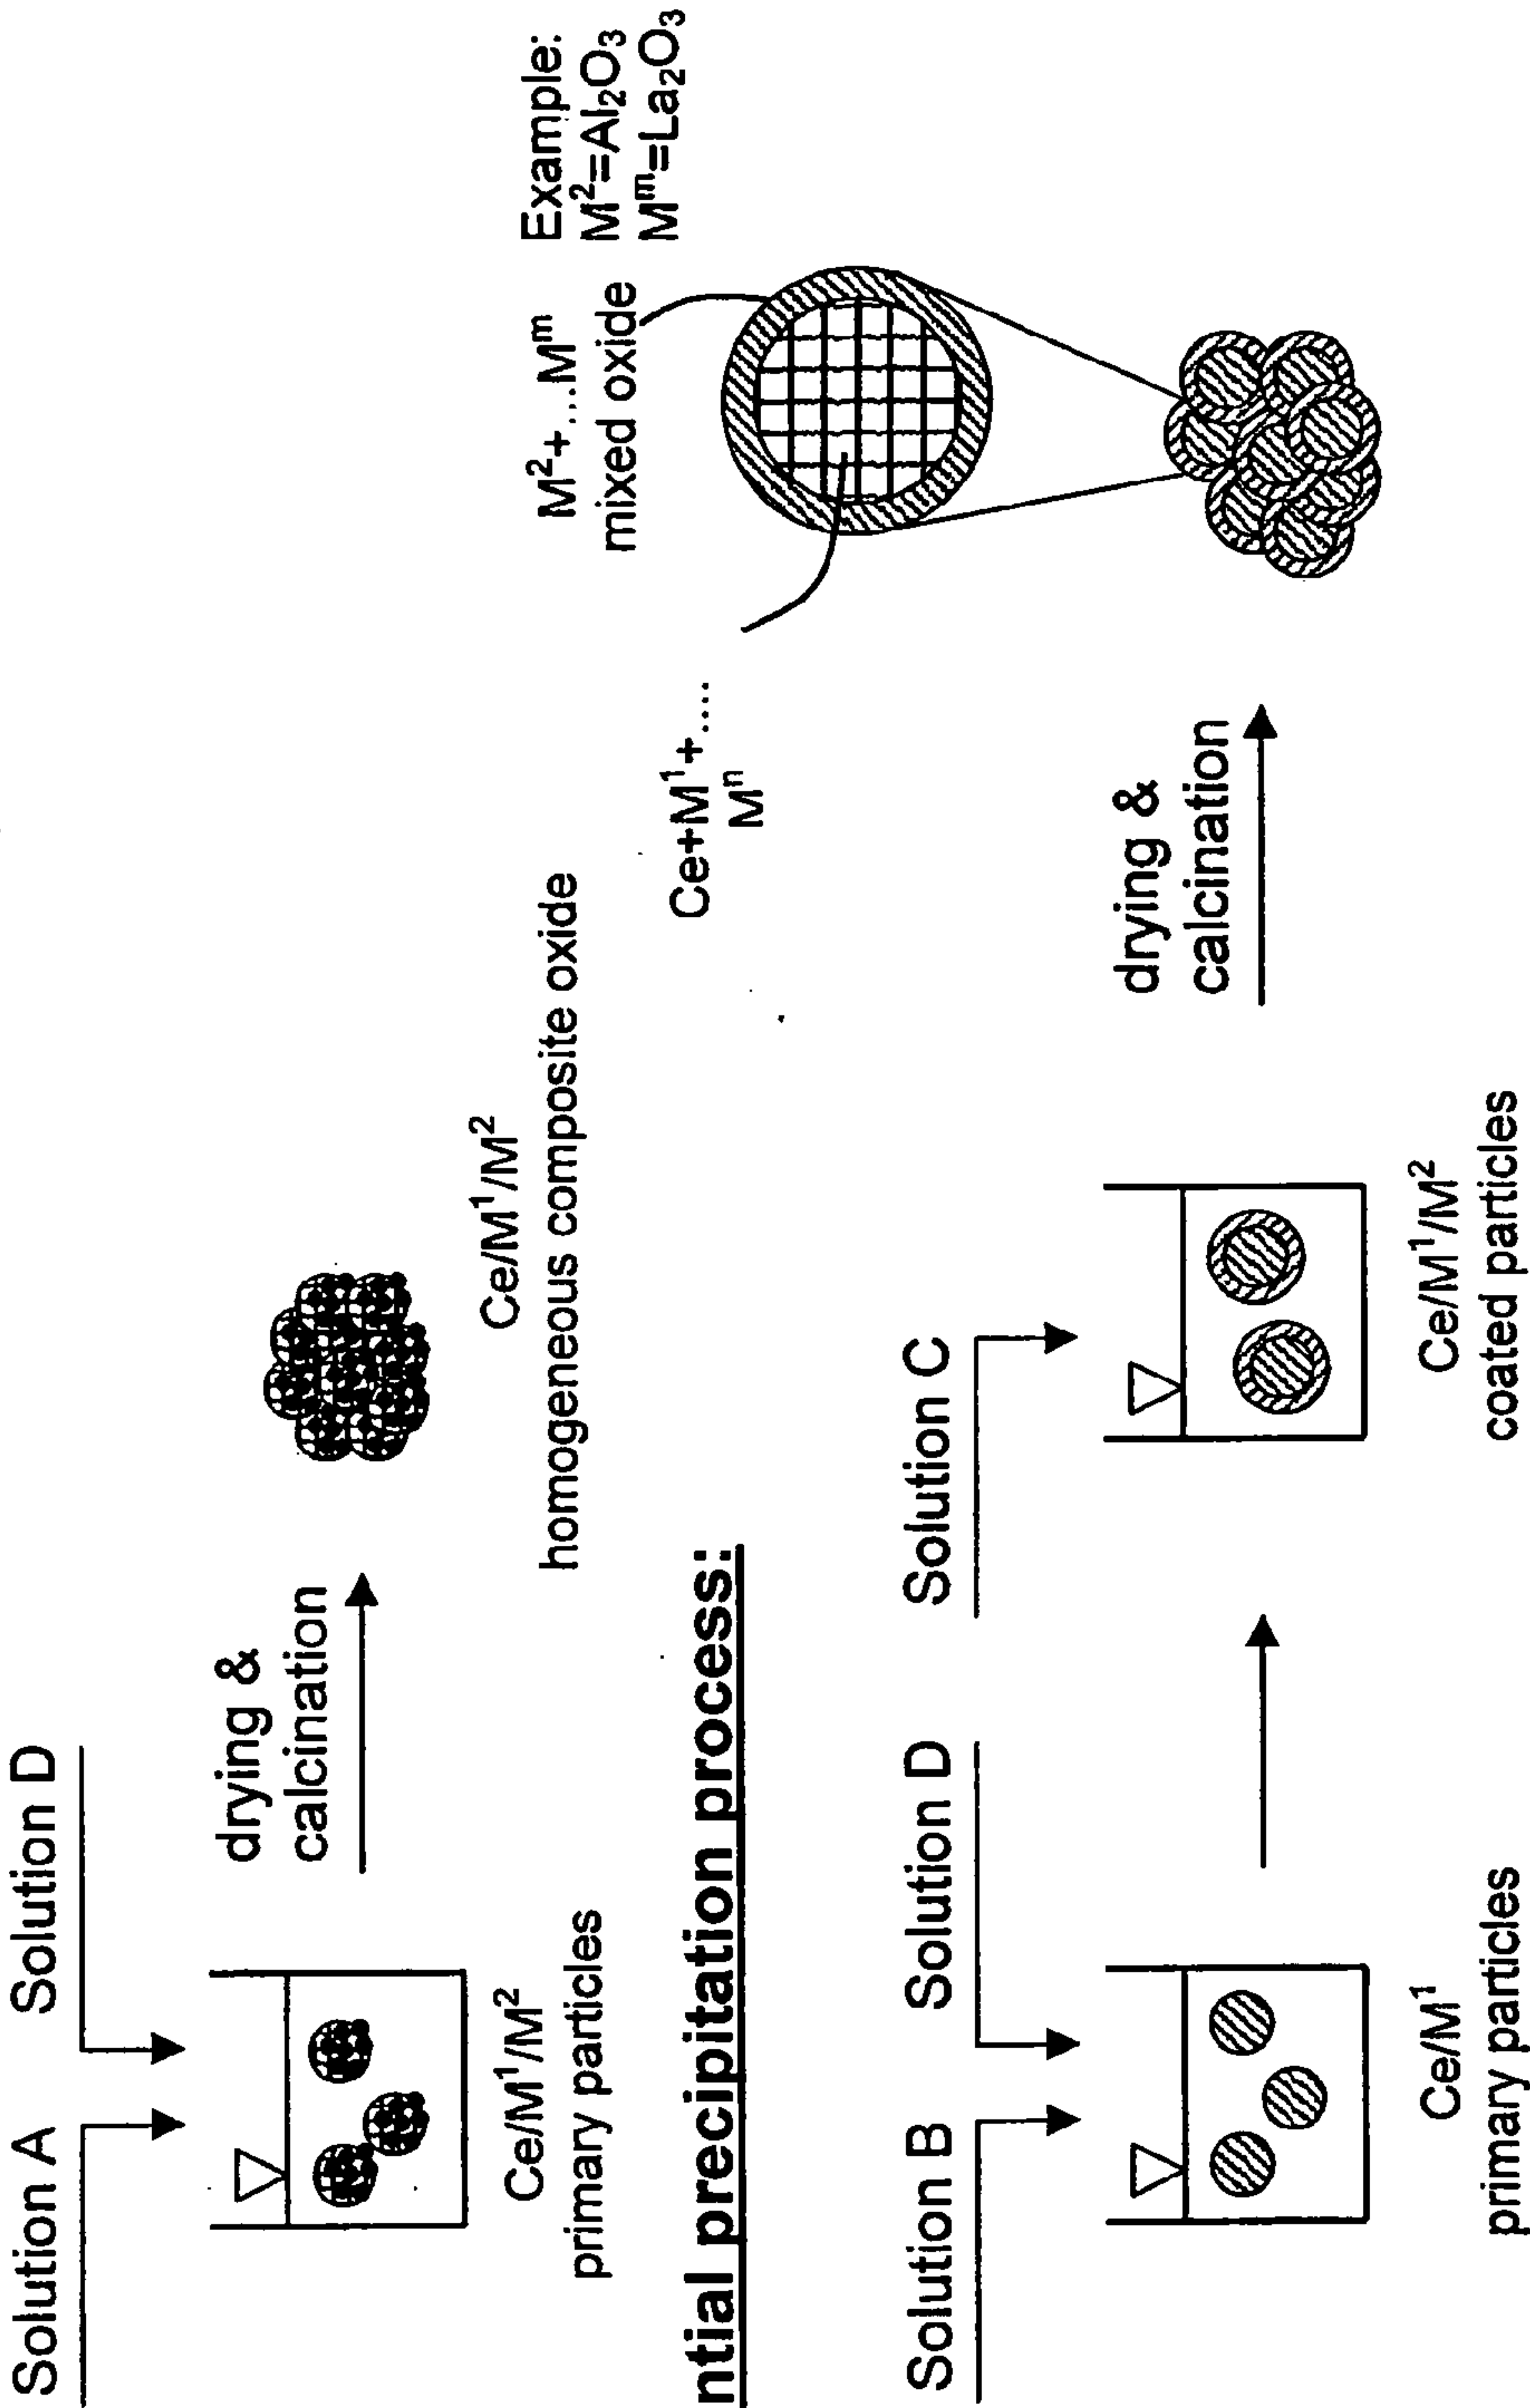 Solution A
Solution D
drying &
calcination
Ce/M¹/M²
primary particles
Ce/M¹/M²
homogeneous composite oxide
ntial precipitation process:
Solution B
Solution D
Ce/M¹
primary particles
Solution C
Ce/M¹/M²
coated particles
drying &
calcination
Ce+M¹+....
Mⁿ
M²+...Mᵐ
mixed oxide
Example:
M²=Al₂O₃
Mᵐ=La₂O₃